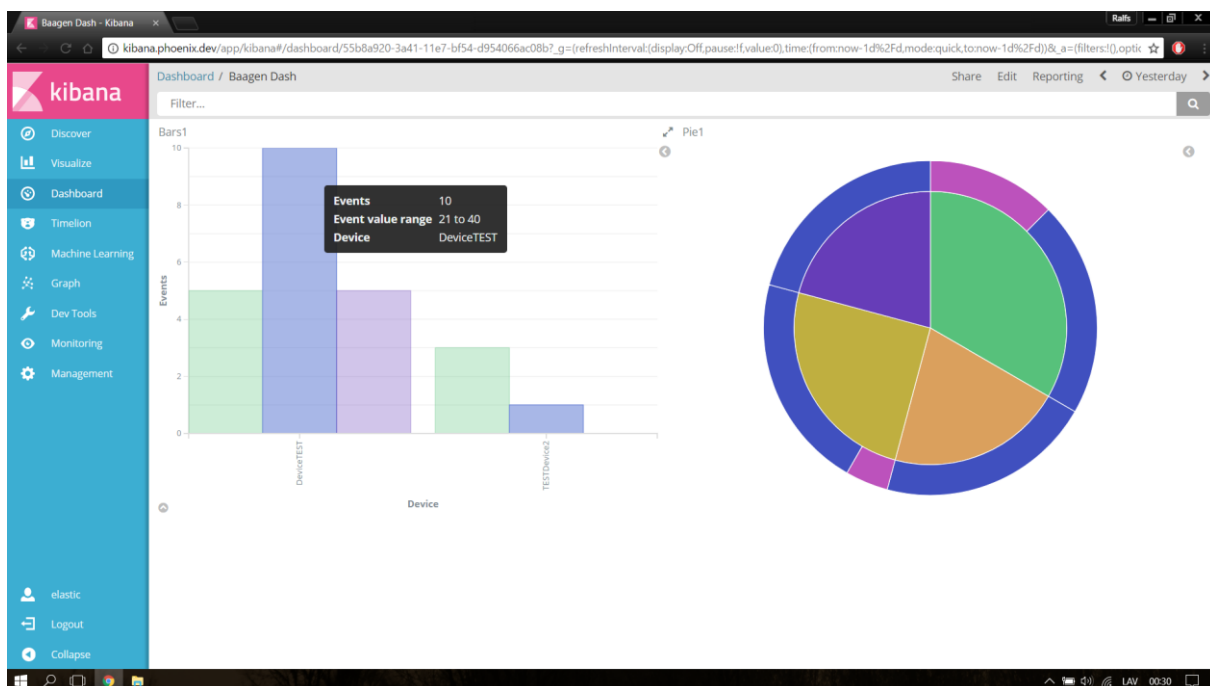 Baagen Dash - Kibana
Ralfs
kibana.phoenix.dev/app/kibana#/dashboard/55b8a920-3a41-11e7-bf54-d954066ac08b?_g=(refreshInterval:(display:Off,pause:!f,value:0),time:(from:now-1d%2Fd,mode:quick,to:now-1d%2Fd))&_a=(filters:!(),optic
kibana
Dashboard / Baagen Dash
Share Edit Reporting Yesterday
Filter...
Discover
Visualize
Dashboard
Timelion
Machine Learning
Graph
Dev Tools
Monitoring
Management
elastic
Logout
Collapse
Bars1
10
8
6
4
2
0
Events
Events 10
Event value range 21 to 40
Device DeviceTEST
DeviceTEST
TESTDevice2
Device
Pie1
LAV 00:30